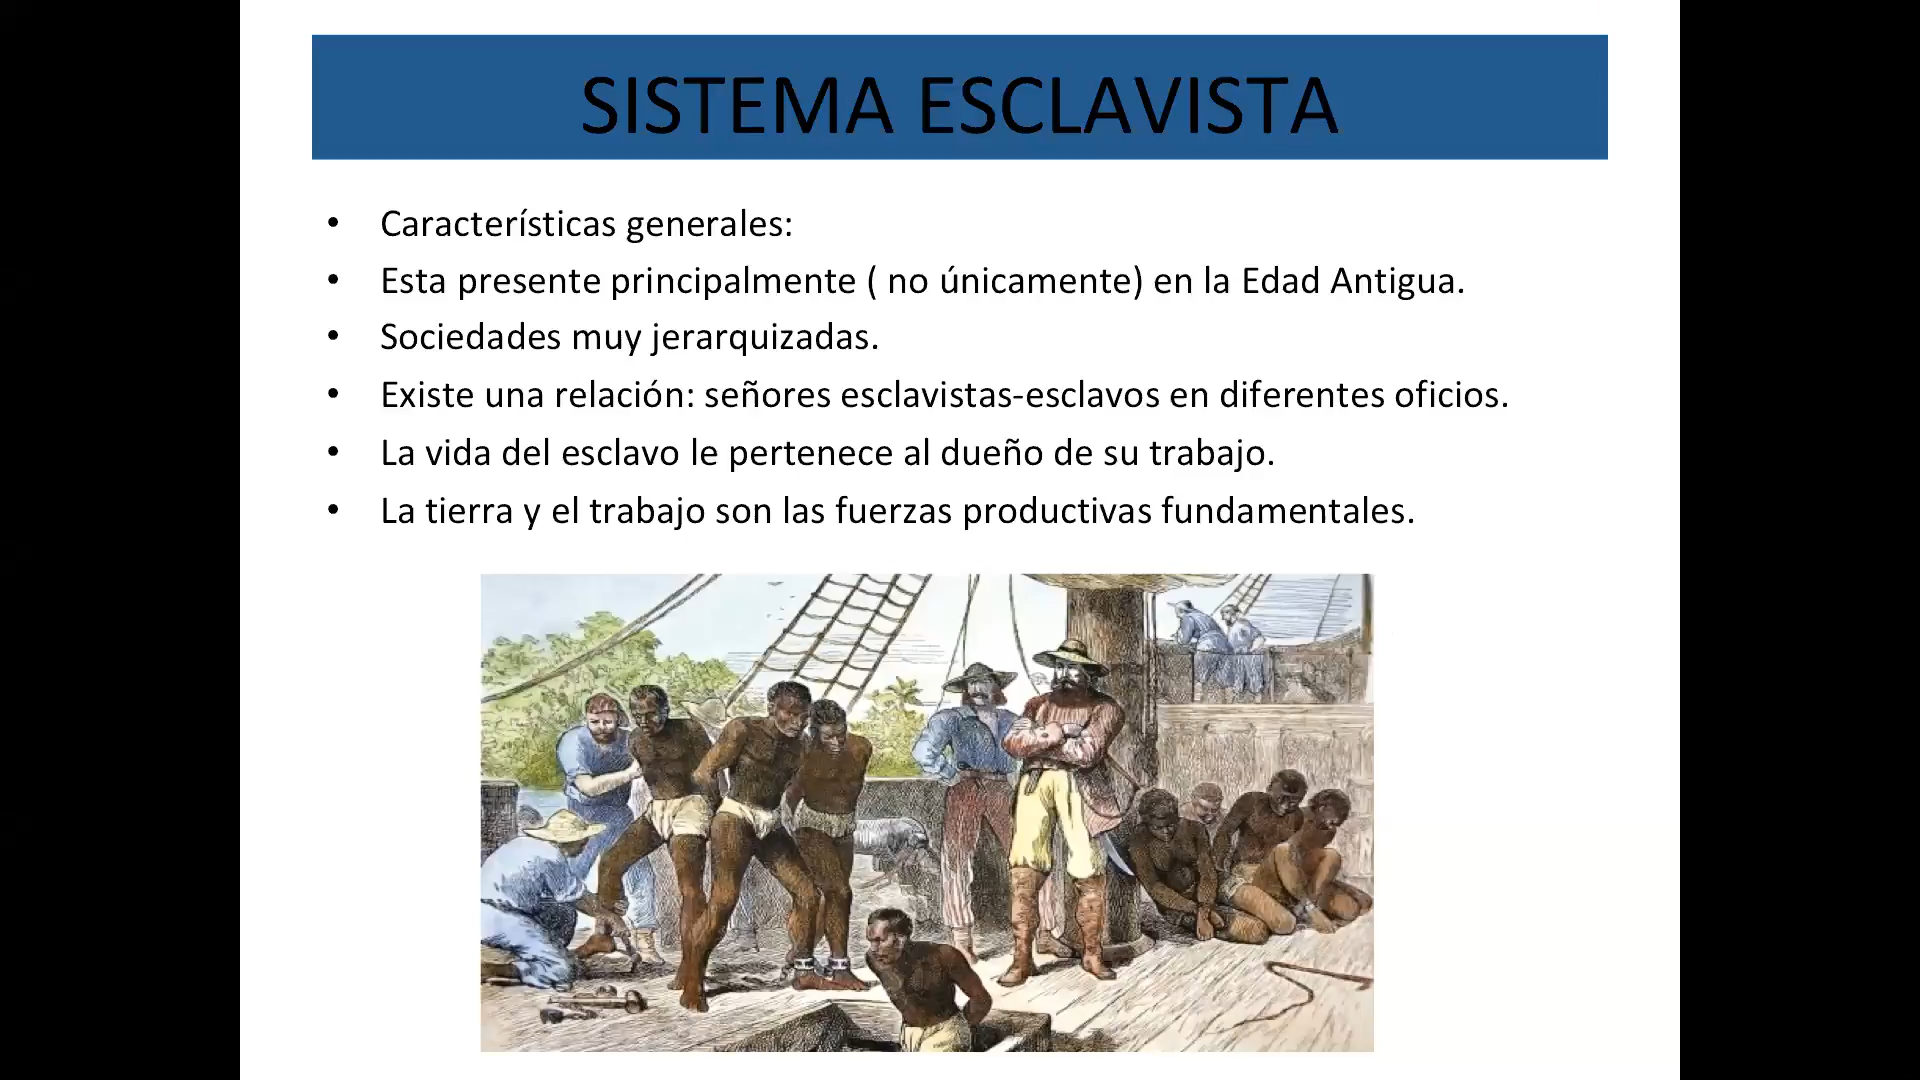 SISTEMA ESCLAVISTA
• Características generales:
• Esta presente principalmente ( no únicamente) en la Edad Antigua.
• Sociedades muy jerarquizadas.
• Existe una relación: señores esclavistas-esclavos en diferentes oficios.
• La vida del esclavo le pertenece al dueño de su trabajo.
• La tierra y el trabajo son las fuerzas productivas fundamentales.